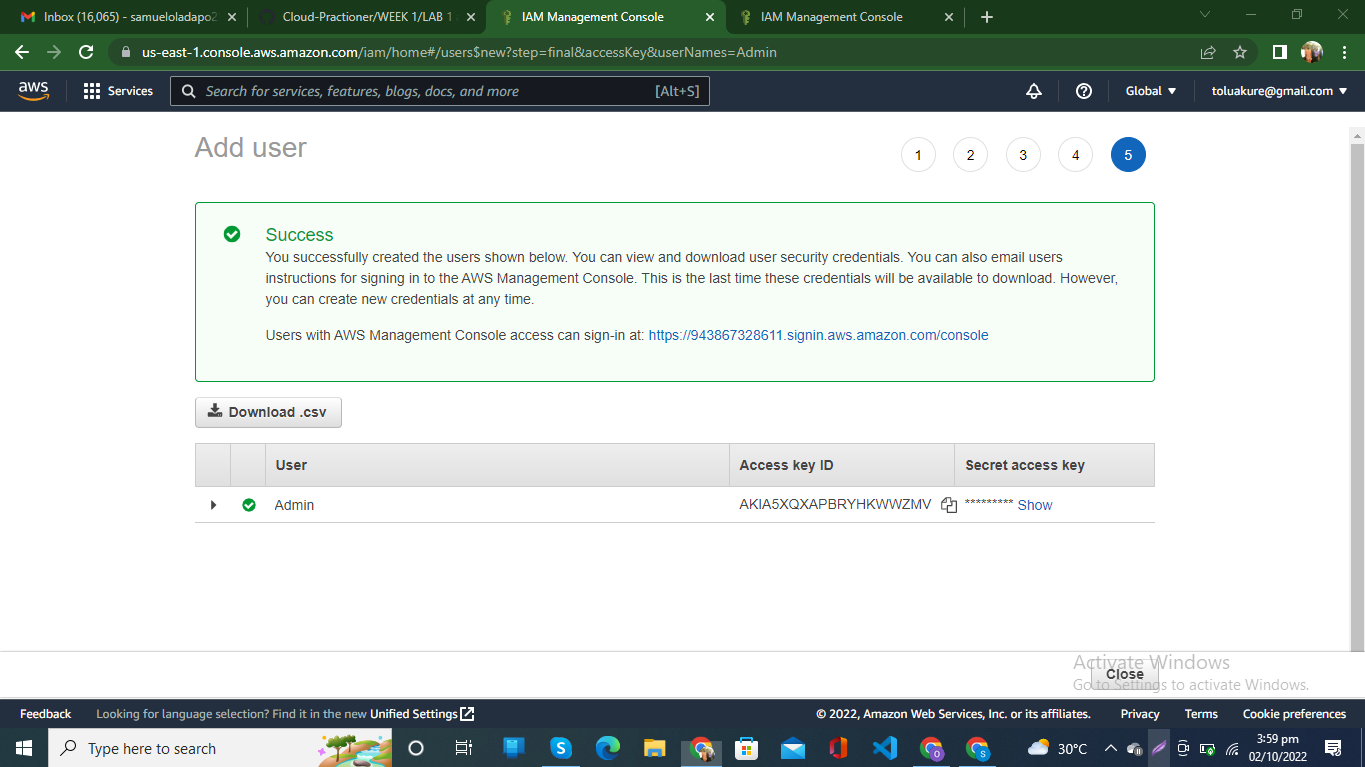 Inbox (16,065) - samueloladapo2
Cloud-Practioner/WEEK 1/LAB 1
IAM Management Console
IAM Management Console
us-east-1.console.aws.amazon.com/iam/home#/users$new?step=final&accessKey&userNames=Admin
aws
Services
Search for services, features, blogs, docs, and more
[Alt+S]
Global
toluakure@gmail.com
Add user
1
2
3
4
5
Success
You successfully created the users shown below. You can view and download user security credentials. You can also email users
instructions for signing in to the AWS Management Console. This is the last time these credentials will be available to download. However,
you can create new credentials at any time.
Users with AWS Management Console access can sign-in at: https://943867328611.signin.aws.amazon.com/console
Download .csv
User
Access key ID
Secret access key
Admin
AKIA5XQXAPBRYHKWWZMV
********* Show
Activate Windows
Close
Go to Settings to activate Windows.
Feedback
Looking for language selection? Find it in the new Unified Settings
© 2022, Amazon Web Services, Inc. or its affiliates.
Privacy
Terms
Cookie preferences
Type here to search
30°C
3:59 pm
02/10/2022